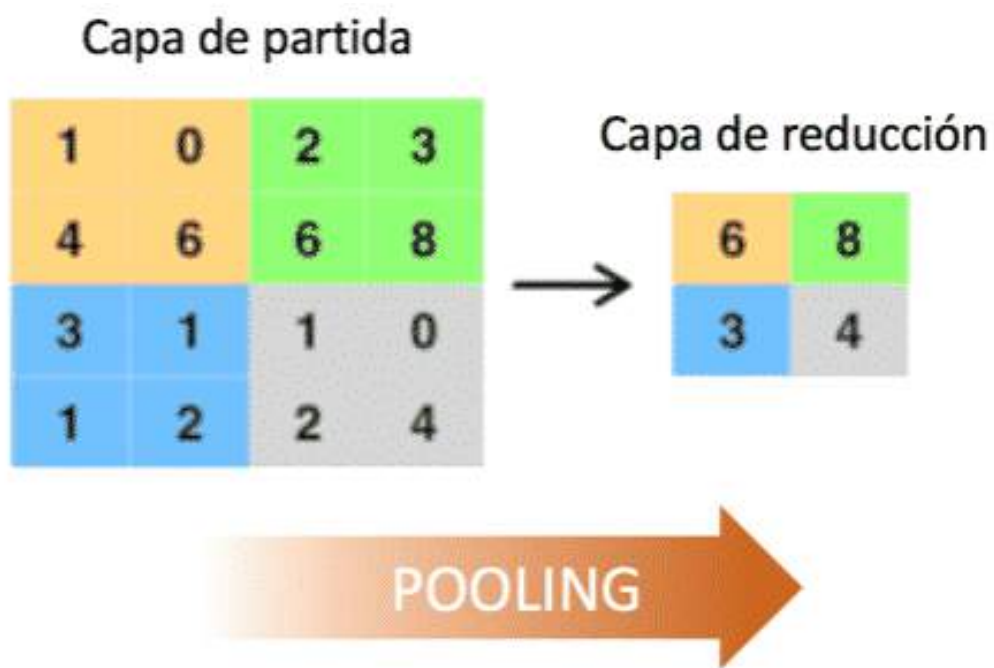 Capa de partida
1 0 2 3
4 6 6 8
3 1 1 0
1 2 2 4
Capa de reducción
6 8
3 4
POOLING